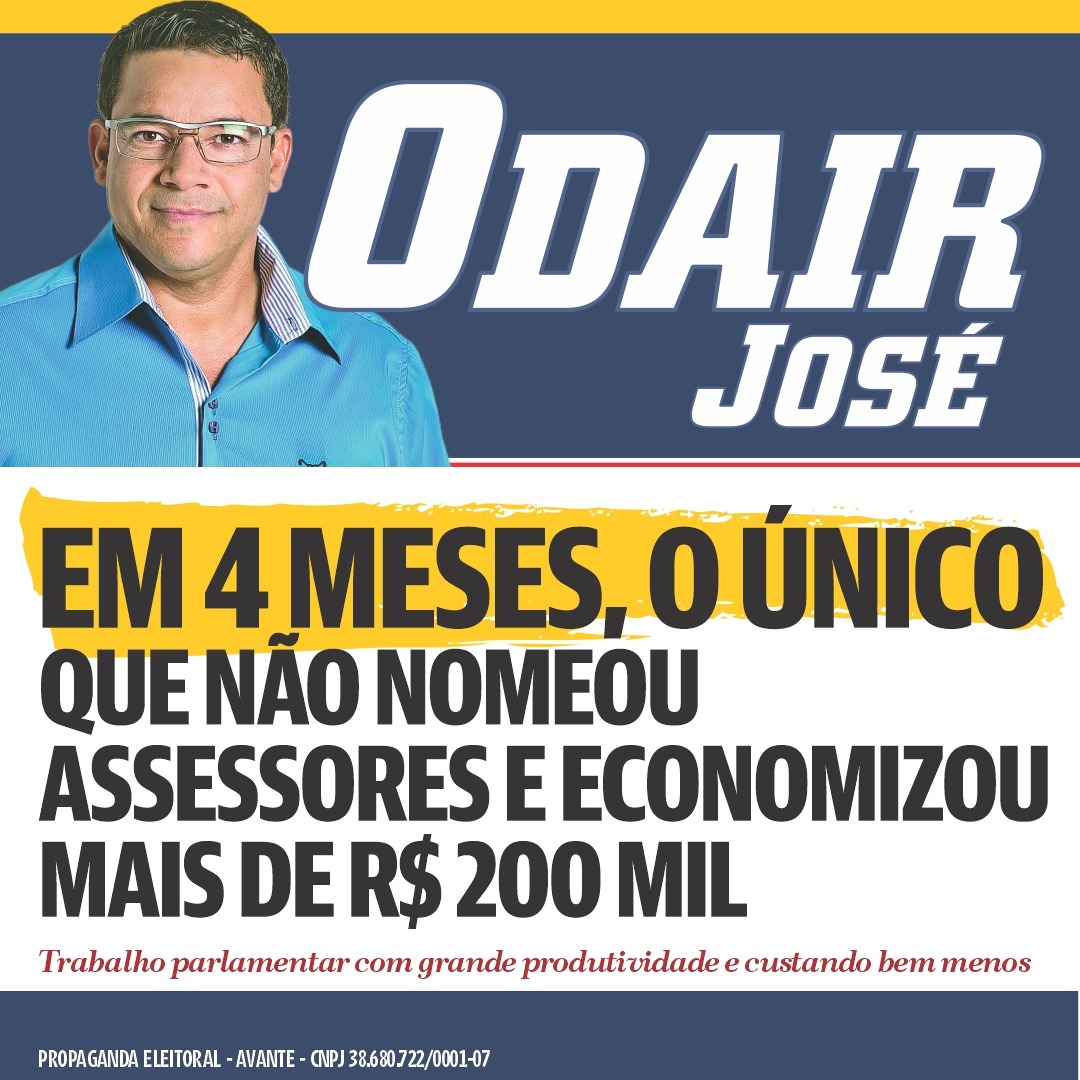 ODAIR
JOSÉ
EM 4 MESES, O ÚNICO
QUE NÃO NOMEOU
ASSESSORES E ECONOMIZOU
MAIS DE R$ 200 MIL
Trabalho parlamentar com grande produtividade e custando bem menos
PROPAGANDA ELEITORAL - AVANTE - CNPJ 38.680.722/0001-07